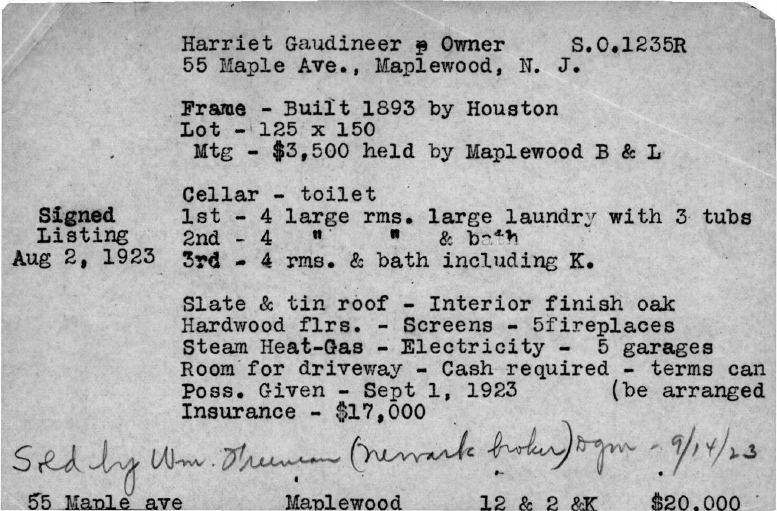 Harriet Gaudineer - Owner S.O.1235R
55 Maple Ave., Maplewood, N. J.
Frame - Built 1893 by Houston
Lot - 125 x 150
Mtg - $3,500 held by Maplewood B & L
Cellar - toilet
Signed
Listing
Aug 2, 1923
1st - 4 large rms. large laundry with 3 tubs
2nd - 4 " " & bath
3rd - 4 rms. & bath including K.
Slate & tin roof - Interior finish oak
Hardwood flrs. - Screens - 5fireplaces
Steam Heat-Gas - Electricity - 5 garages
Room for driveway - Cash required - terms can
Poss. Given - Sept 1, 1923 (be arranged
Insurance - $17,000
Sold by Wm. (Newark broker) - 9/14/23
55 Maple ave Maplewood 12 & 2 &K $20,000